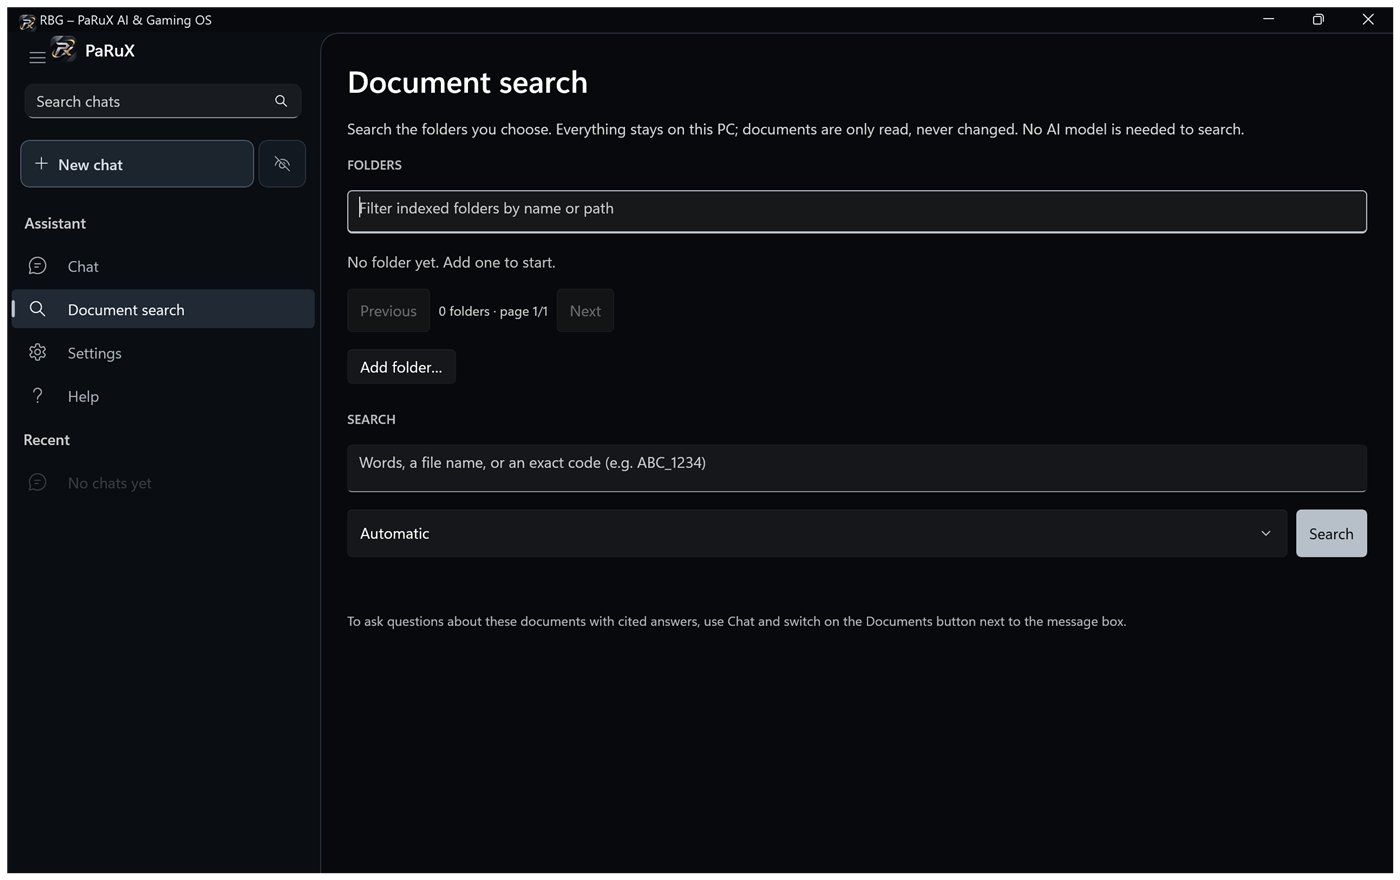 RBG – PaRuX AI & Gaming OS
PaRuX
Search chats
New chat
Assistant
Chat
Document search
Settings
Help
Recent
No chats yet
Document search
Search the folders you choose. Everything stays on this PC; documents are only read, never changed. No AI model is needed to search.
FOLDERS
Filter indexed folders by name or path
No folder yet. Add one to start.
Previous 0 folders · page 1/1 Next
Add folder...
SEARCH
Words, a file name, or an exact code (e.g. ABC_1234)
Automatic Search
To ask questions about these documents with cited answers, use Chat and switch on the Documents button next to the message box.